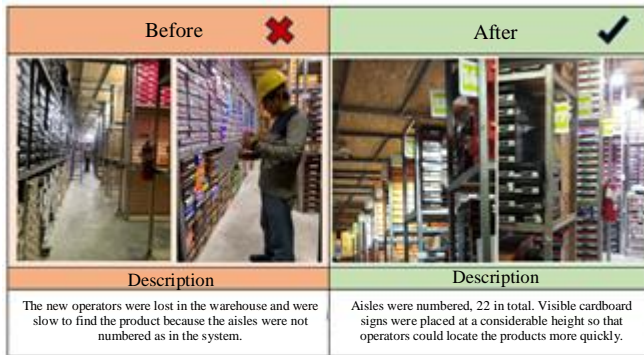 Before
After
Description
Description
The new operators were lost in the warehouse and were
slow to find the product because the aisles were not
numbered as in the system.
Aisles were numbered, 22 in total. Visible cardboard
signs were placed at a considerable height so that
operators could locate the products more quickly.